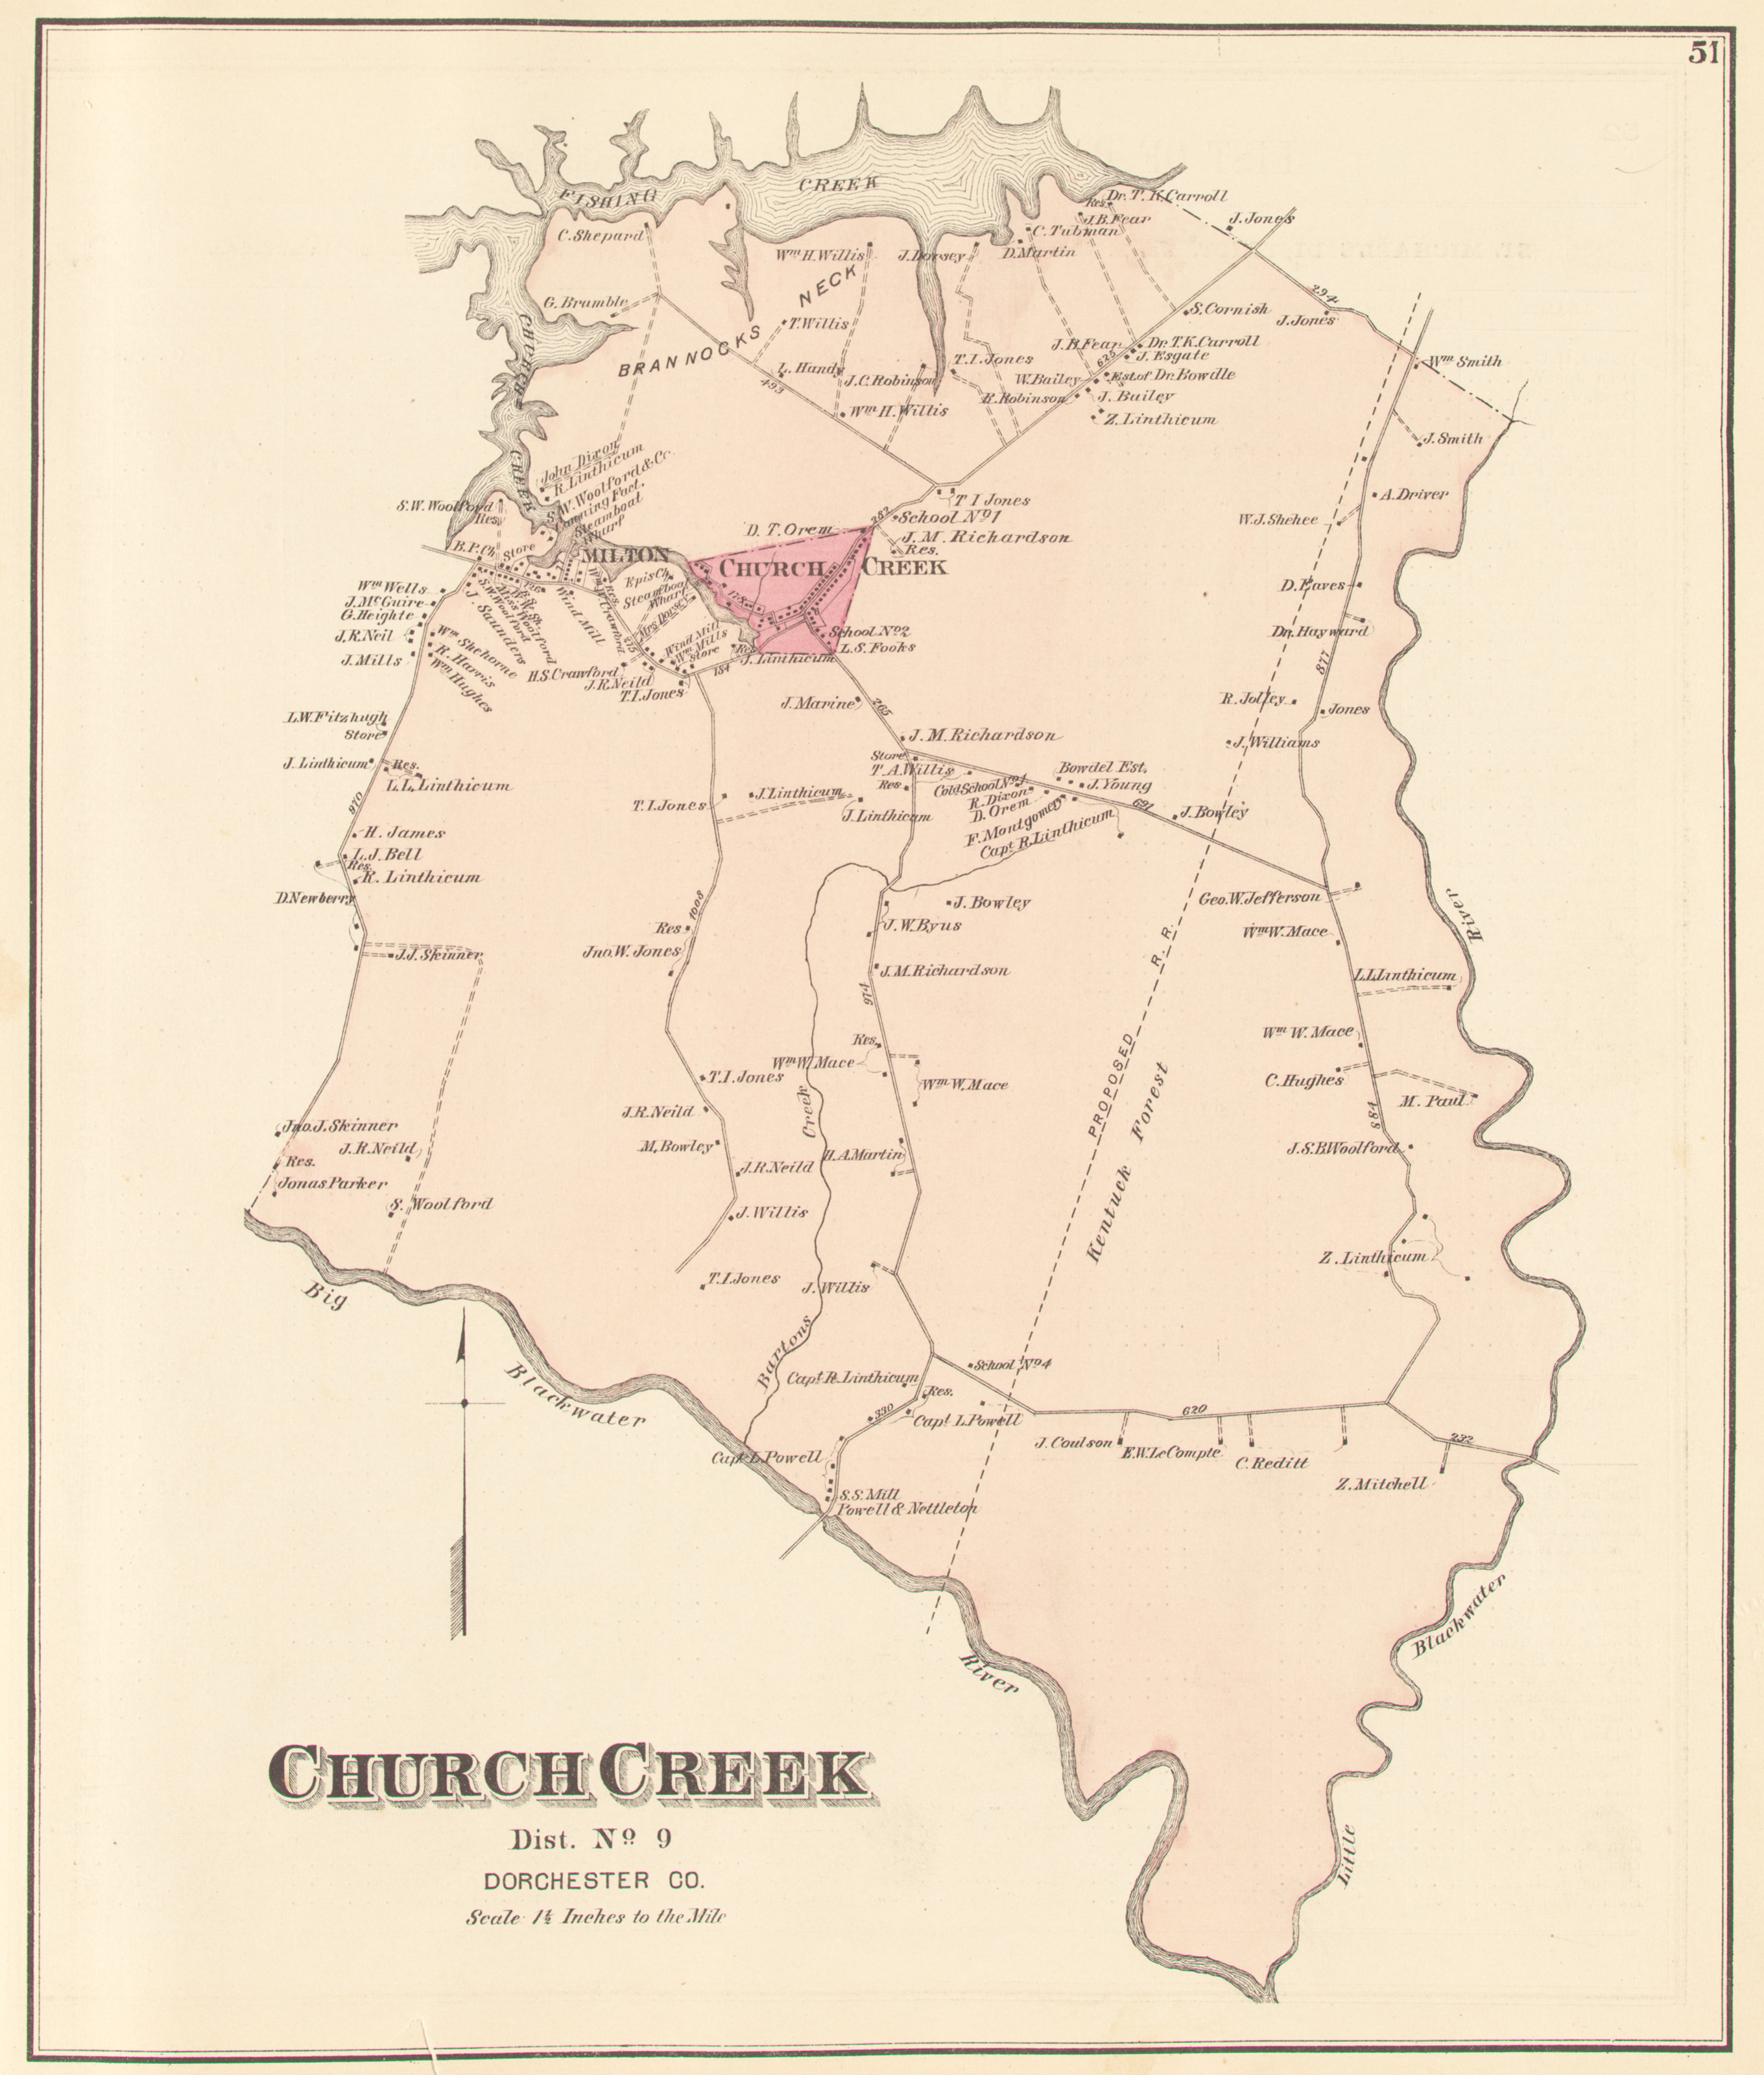 51
FISHING
CREEK
Dr. T. K. Carroll
Res.
J. B. Fear
C. Tubman
D. Martin
J. Jones
C. Shepard
Wm H. Willis
J. Dorsey
NECK
G. Brumble
294
S. Cornish
J. Jones
T. Willis
BRANNOCKS
CHURCH
CREEK
J. B. Fear
Dr. T. K. Carroll
625
J. Esgate
Wm Smith
T. I. Jones
L. Handy
J. C. Robinson
W. Bailey
Est. of Dr. Bowdle
493
R. Robinson
J. Bailey
Wm H. Willis
Z. Linthicum
J. Smith
John Dixon
R. Linthicum
S. W. Woolford & Co.
Canning Fact.
Steamboat
Wharf
A. Driver
S. W. Woolford
Res.
T I Jones
262
School No 1
W. J. Shehee
D. T. Orem
J. M. Richardson
Res.
B. P. Ch.
Store
MILTON
CHURCH
CREEK
Epis Ch.
Steamboat
Wharf
Mrs. Dorsey
Wm Wells
J. McGuire
G. Heighte
J. R. Neil
J. Mills
D. Eaves
178
S. W. Woolford
J. Saunders
Miss Woolford
Wind Mill
Crawford
215
Wm Shehorne
R. Harris
Wm Hughes
School No 2
L. S. Fooks
Dr. Hayward
Wind Mill
Wm Mills
Store
Res.
J. Linthicum
184
H. S. Crawford
J. R. Neild
T. I. Jones
877
R. Jolley
Jones
J. Marine
265
L. W. Fitzhugh
Store
J. M. Richardson
J. Williams
Store
T. A. Willis
Res.
J. Linthicum
Res.
L. L. Linthicum
Bowdel Est.
Cold. School No 1
J. Young
R. Dixon
D. Orem
F. Montgomery
Capt R. Linthicum
691
J. Bowley
970
T. I. Jones
J. Linthicum
J. Linthicum
H. James
L. J. Bell
Res.
R. Linthicum
D. Newberry
Geo. W. Jefferson
J. Bowley
1008
J. W. Byus
River
Res.
Jno. W. Jones
Wm W. Mace
R. R.
J. J. Skinner
J. M. Richardson
L. L. Linthicum
974
Wm W. Mace
Res.
Wm W. Mace
PROPOSED
T. I. Jones
Wm W. Mace
C. Hughes
M. Paul
Kentuck Forest
J. R. Neild
Creek
884
Jno. J. Skinner
M. Bowley
H. A. Martin
J. S. B. Woolford
J. R. Neild
Res.
J. R. Neild
Jonas Parker
S. Woolford
J. Willis
Z. Linthicum
T. I. Jones
J. Willis
Big
Bartons
School No 4
Capt. R. Linthicum
Res.
Blackwater
330
Capt L. Powell
620
J. Coulson
E. W. LeCompte
C. Reditt
232
Z. Mitchell
Capt L. Powell
S. S. Mill
Powell & Nettleton
Blackwater
River
Little
CHURCH CREEK
Dist. No 9
DORCHESTER CO.
Scale 1½ Inches to the Mile